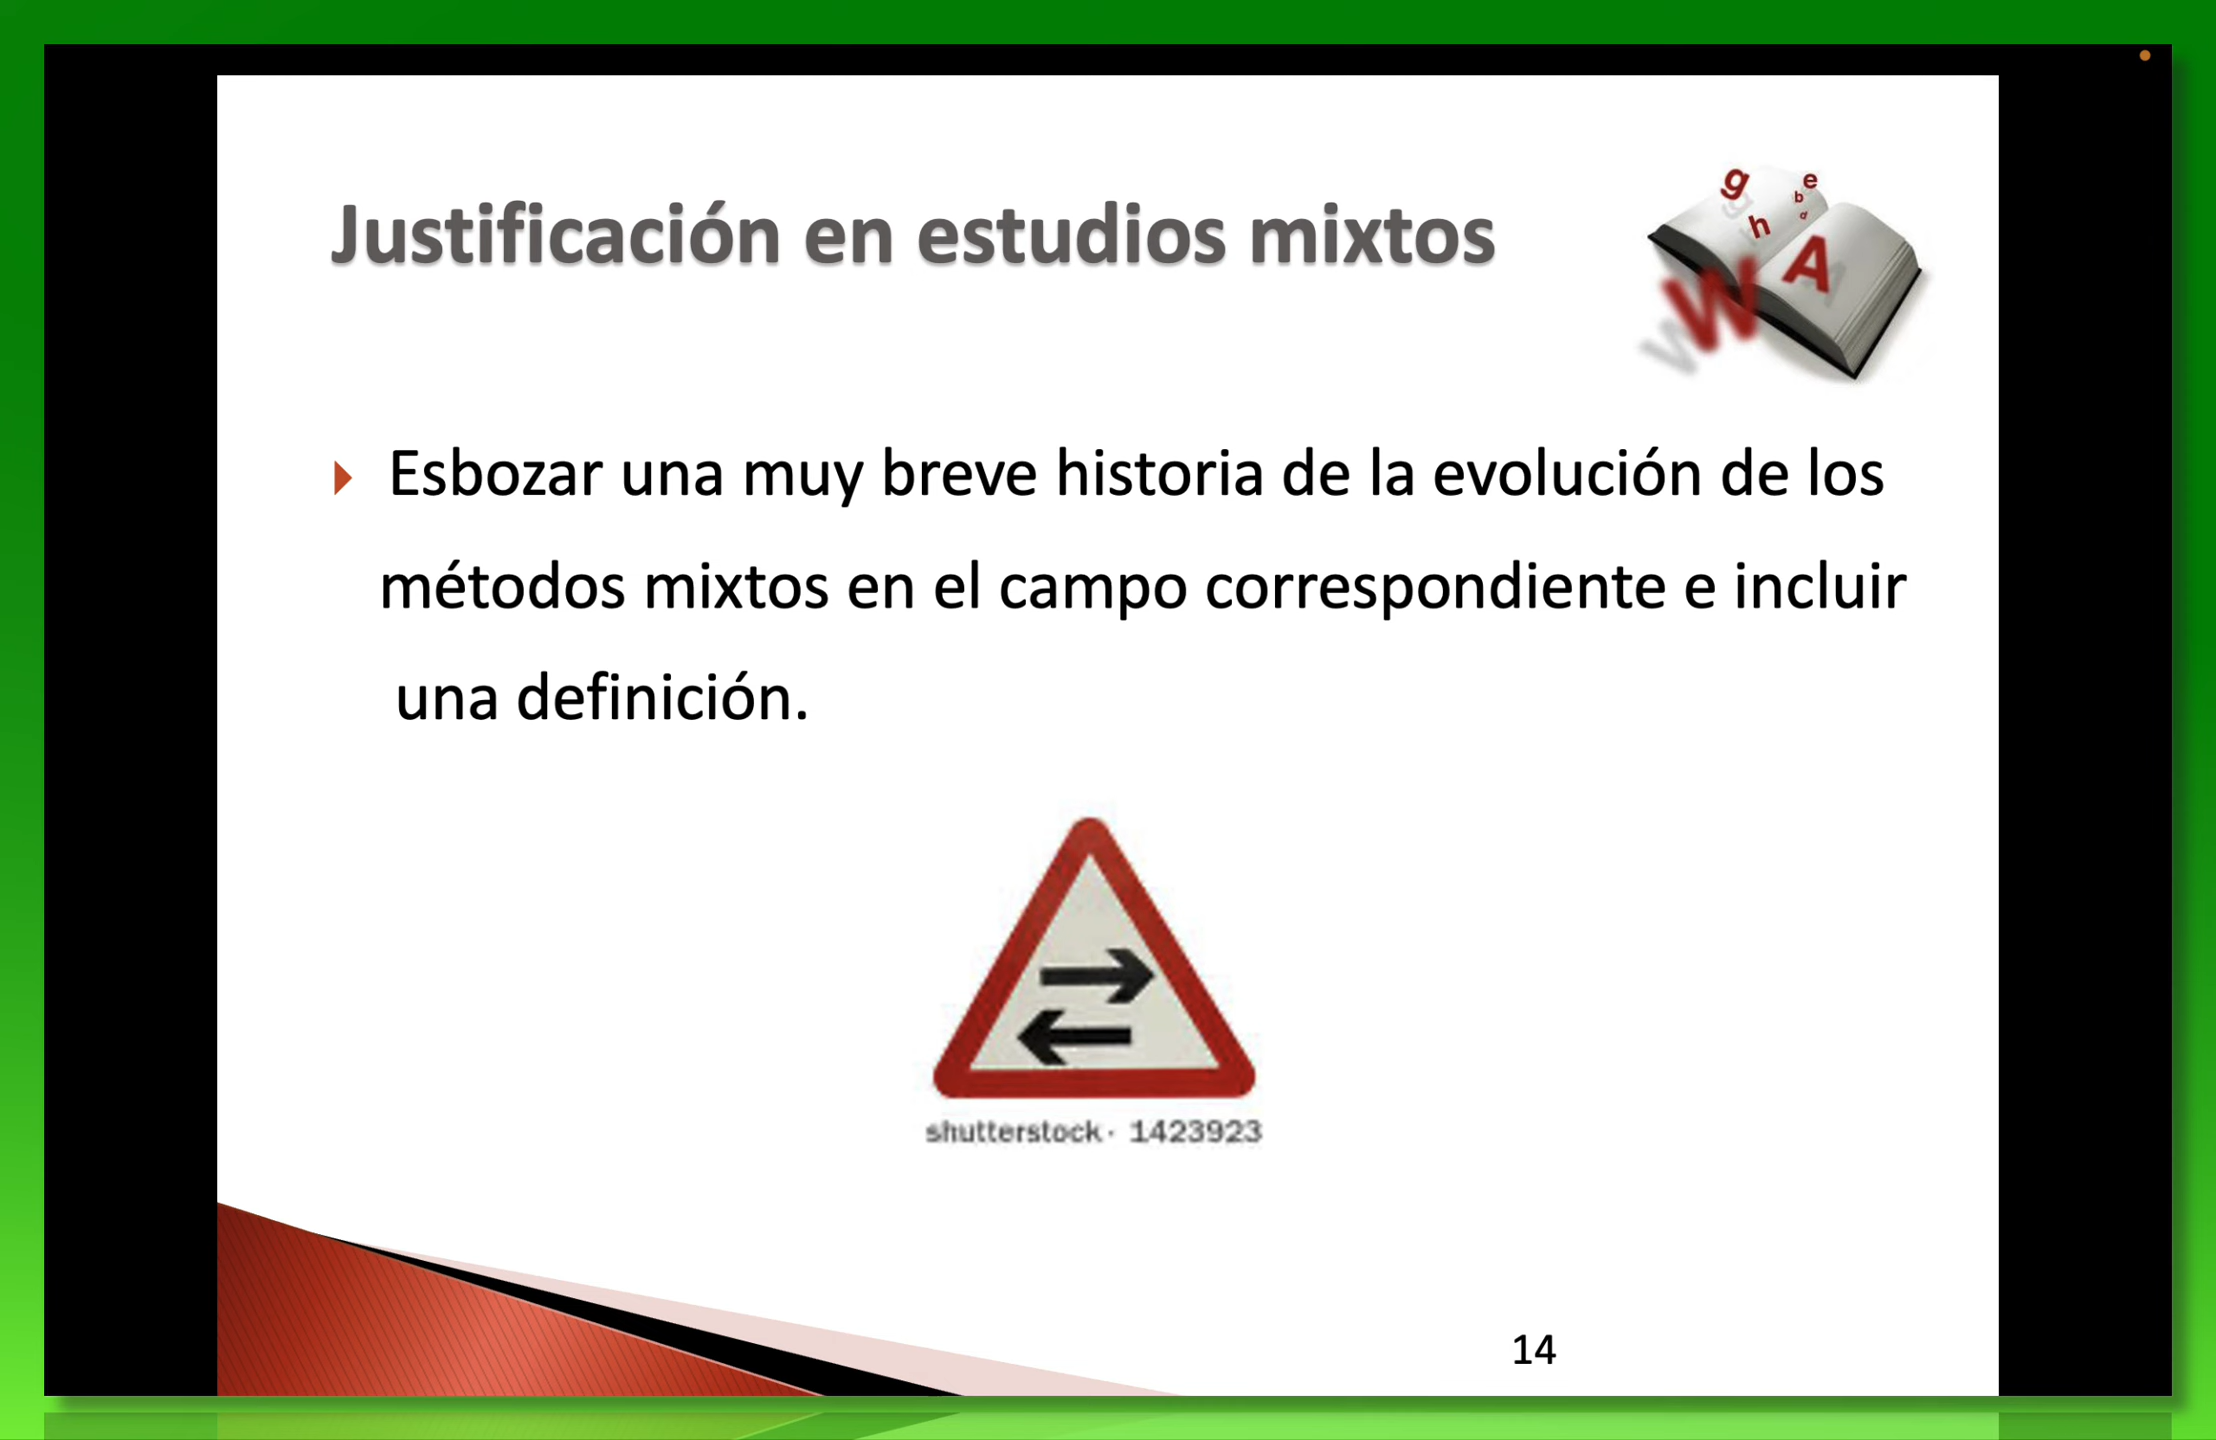 Justificación en estudios mixtos
g
e
b
d
h
A
W
Esbozar una muy breve historia de la evolución de los
métodos mixtos en el campo correspondiente e incluir
una definición.
shutterstock · 1423923
14